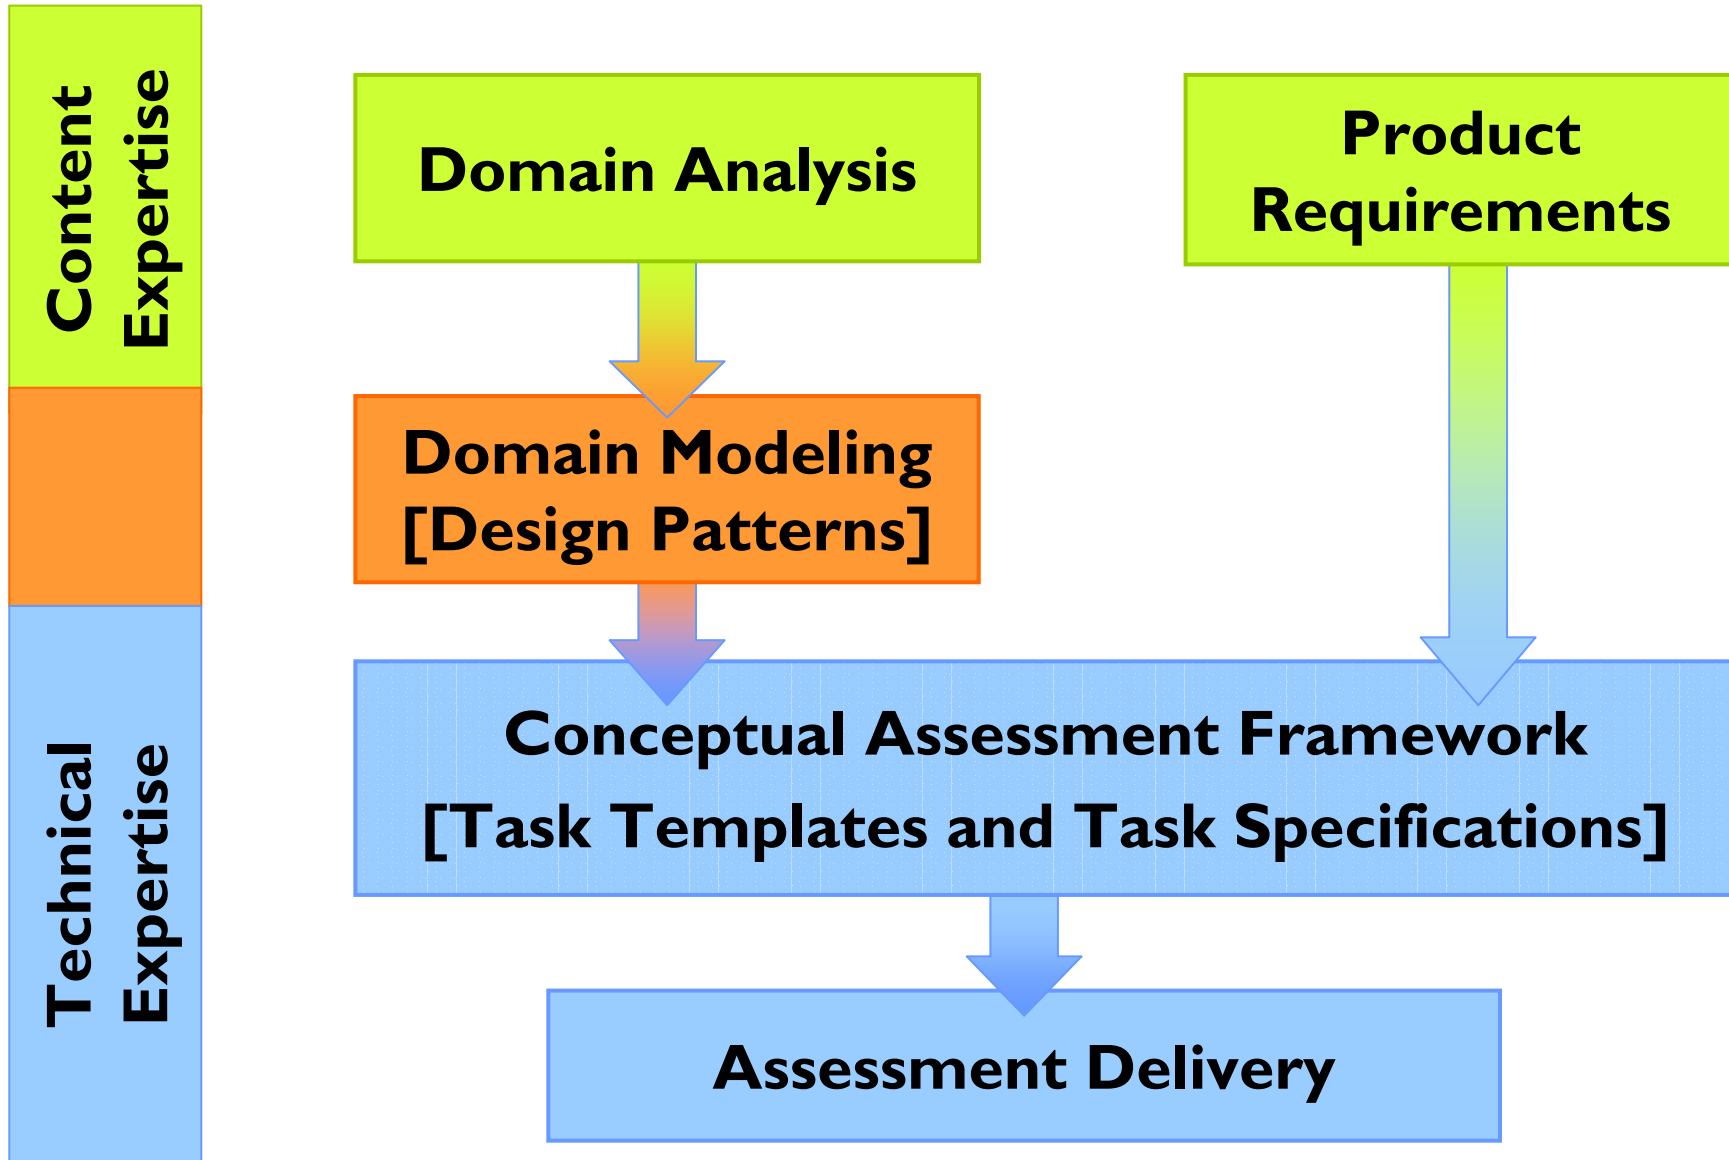 Content
Expertise
Domain Analysis
Product
Requirements
Domain Modeling
[Design Patterns]
Technical
Expertise
Conceptual Assessment Framework
[Task Templates and Task Specifications]
Assessment Delivery